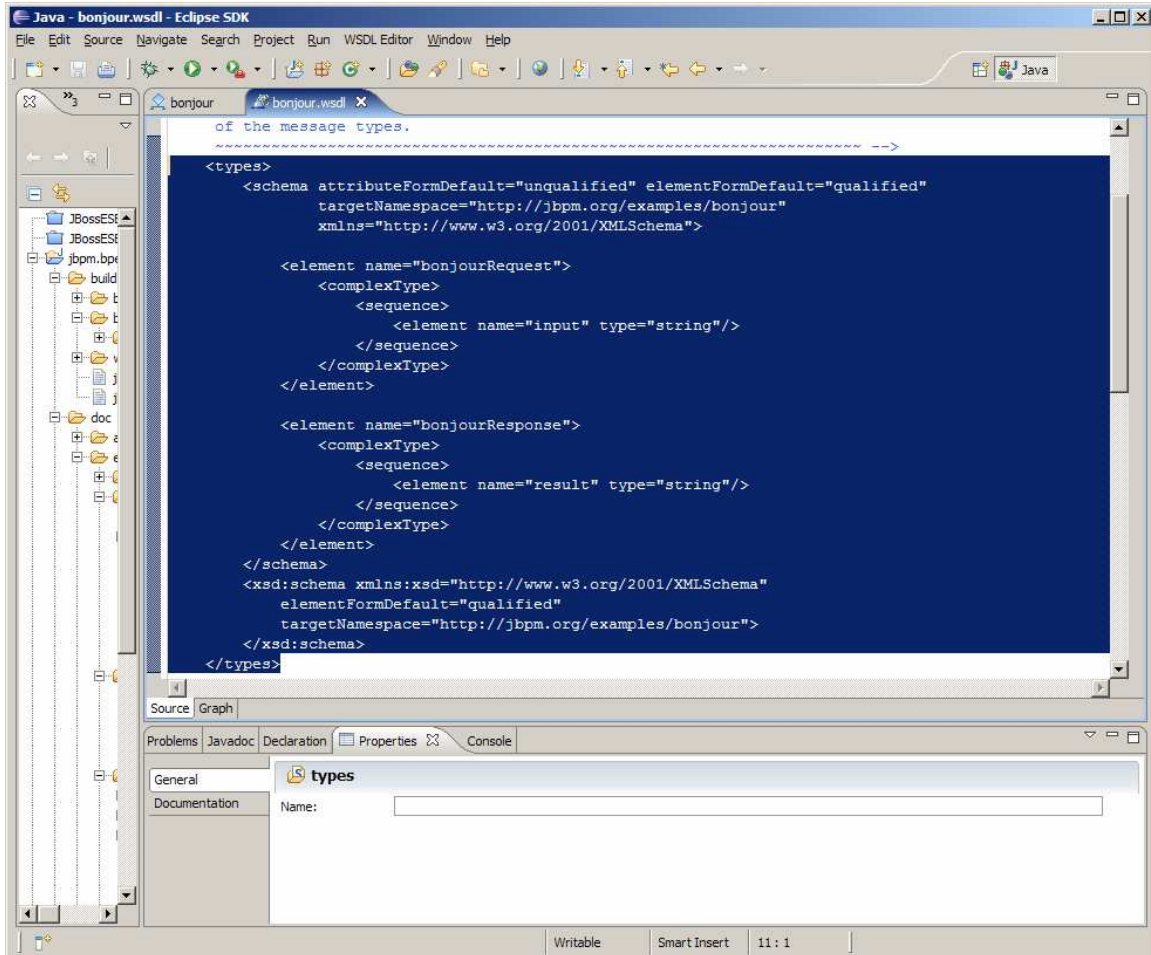 Java - bonjour.wsdl - Eclipse SDK
File Edit Source Navigate Search Project Run WSDL Editor Window Help
Java
3
bonjour bonjour.wsdl
JBossESB
JBossESB
jbpm.bpe
build
doc
of the message types.
~~~~~~~~~~~~~~~~~~~~~~~~~~~~~~~~~~~~~~~~~~~~~~~~~~~~~~~~~~~~~~~~~~~~~ -->
<types>
<schema attributeFormDefault="unqualified" elementFormDefault="qualified"
targetNamespace="http://jbpm.org/examples/bonjour"
xmlns="http://www.w3.org/2001/XMLSchema">
<element name="bonjourRequest">
<complexType>
<sequence>
<element name="input" type="string"/>
</sequence>
</complexType>
</element>
<element name="bonjourResponse">
<complexType>
<sequence>
<element name="result" type="string"/>
</sequence>
</complexType>
</element>
</schema>
<xsd:schema xmlns:xsd="http://www.w3.org/2001/XMLSchema"
elementFormDefault="qualified"
targetNamespace="http://jbpm.org/examples/bonjour">
</xsd:schema>
</types>
Source Graph
Problems Javadoc Declaration Properties Console
General
Documentation
types
Name:
Writable Smart Insert 11 : 1